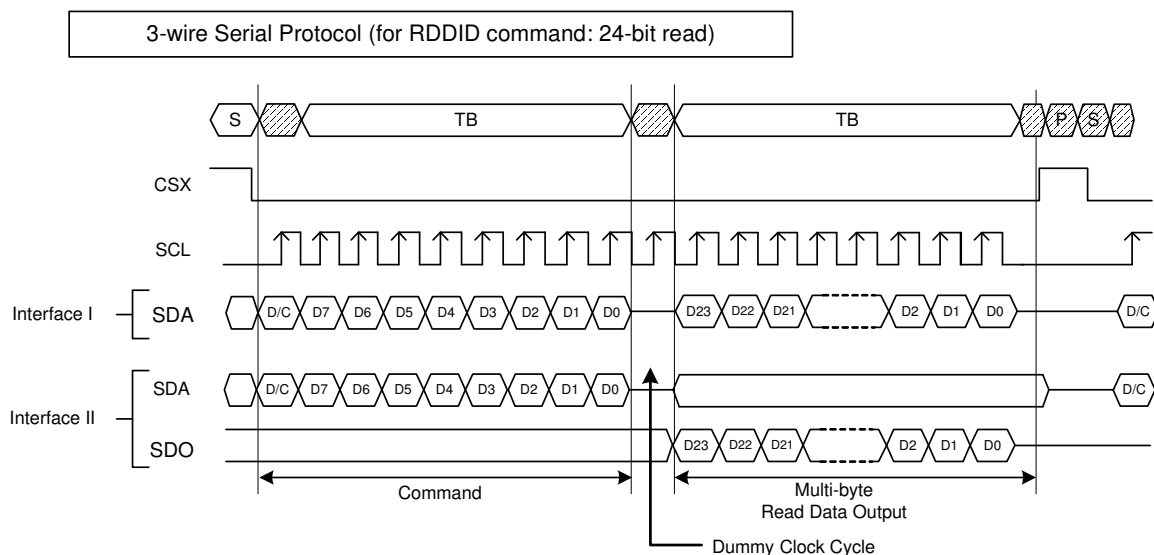 3-wire Serial Protocol (for RDDID command: 24-bit read)
S TB TB P S
CSX
SCL
Interface I SDA D/C D7 D6 D5 D4 D3 D2 D1 D0 D23 D22 D21 D2 D1 D0 D/C
SDA D/C D7 D6 D5 D4 D3 D2 D1 D0 D/C
Interface II
SDO D23 D22 D21 D2 D1 D0
Command
Multi-byte
Read Data Output
Dummy Clock Cycle